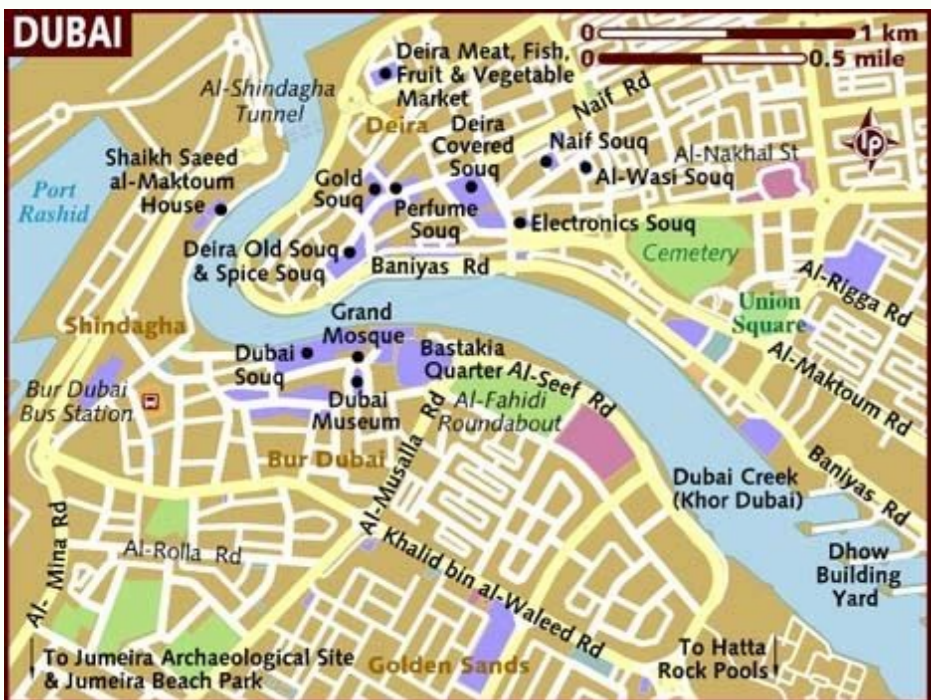 DUBAI
0 1 km
0 0.5 mile
Deira Meat, Fish,
Fruit & Vegetable
Market
Al-Shindagha
Tunnel
Deira
Naif Rd
Deira
Covered
Souq
Naif Souq
Al-Nakhal St
lp
Shaikh Saeed
al-Maktoum
House
Port
Rashid
Gold
Souq
Al-Wasi Souq
Perfume
Souq
Electronics Souq
Deira Old Souq
& Spice Souq
Baniyas Rd
Cemetery
Al-Rigga Rd
Union
Square
Shindagha
Grand
Mosque
Dubai
Souq
Bastakia
Quarter
Al-Seef Rd
Al-Maktoum Rd
Bur Dubai
Bus Station
Dubai
Museum
Al-Fahidi
Roundabout
Bur Dubai
Al-Musalla Rd
Baniyas Rd
Dubai Creek
(Khor Dubai)
Al-Mina Rd
Al-Rolla Rd
Khalid bin al-Waleed Rd
Dhow
Building
Yard
To Jumeira Archaeological Site
& Jumeira Beach Park
Golden Sands
To Hatta
Rock Pools